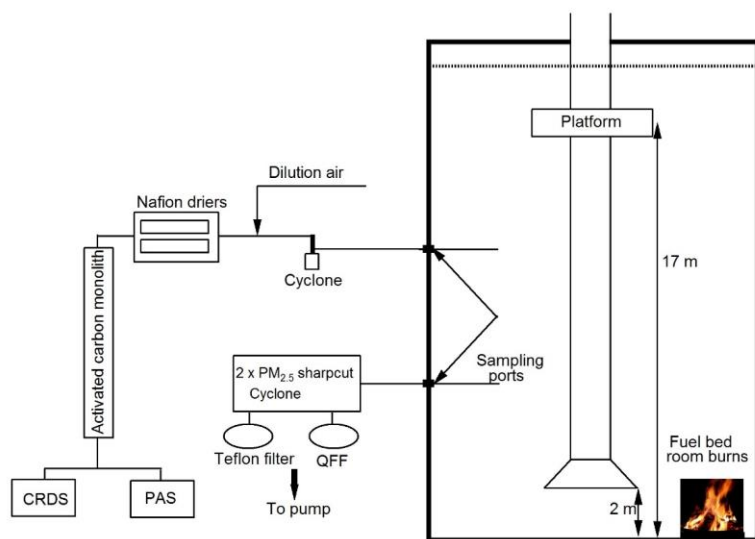 Platform
Dilution air
Nafion driers
Cyclone
17 m
Activated carbon monolith
Sampling
ports
2 x PM2.5 sharpcut
Cyclone
Teflon filter
QFF
To pump
CRDS
PAS
Fuel bed
room burns
2 m